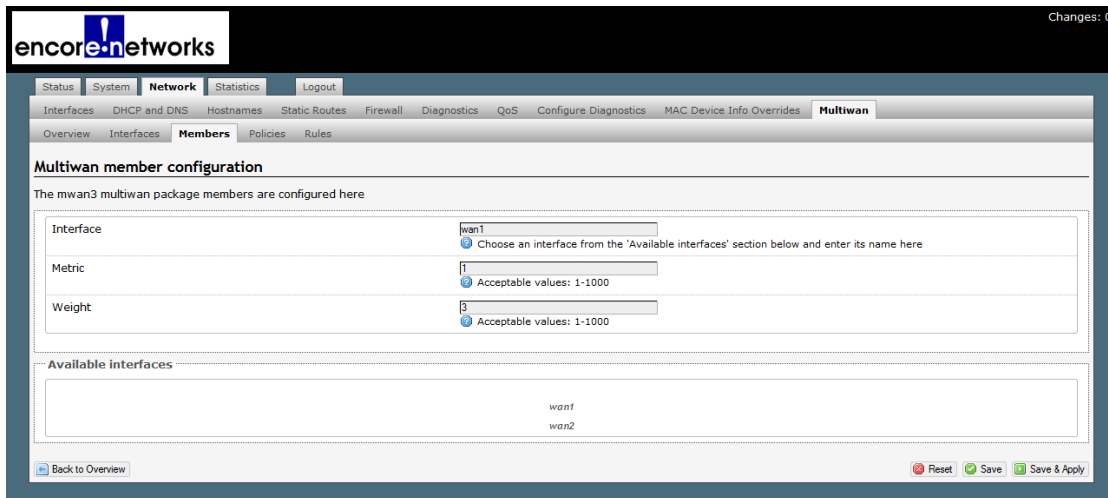 Changes: 0
encore!networks
Status System Network Statistics Logout
Interfaces DHCP and DNS Hostnames Static Routes Firewall Diagnostics QoS Configure Diagnostics MAC Device Info Overrides Multiwan
Overview Interfaces Members Policies Rules
Multiwan member configuration
The mwan3 multiwan package members are configured here
Interface wan1
Choose an interface from the 'Available interfaces' section below and enter its name here
Metric 1
Acceptable values: 1-1000
Weight 3
Acceptable values: 1-1000
Available interfaces
wan1
wan2
Back to Overview Reset Save Save & Apply